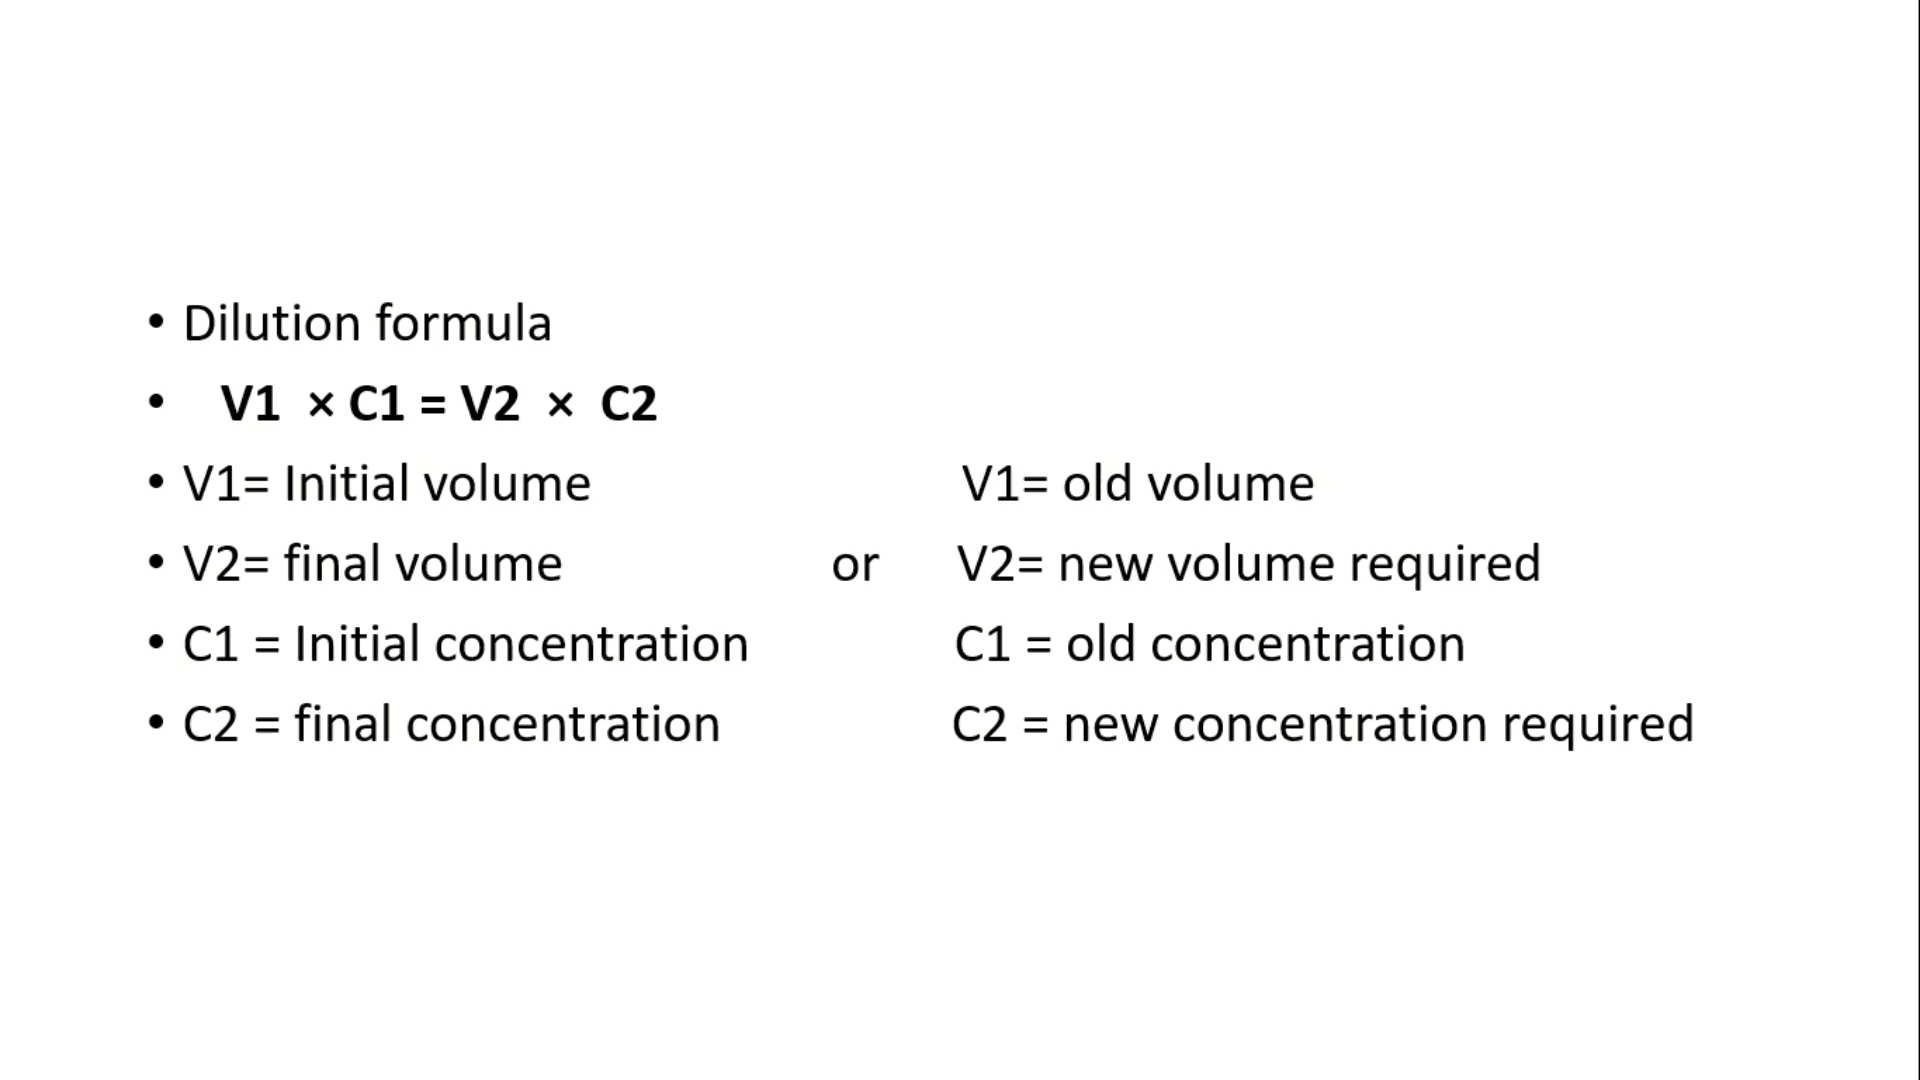 • Dilution formula
• V1 × C1 = V2 × C2
• V1= Initial volume V1= old volume
• V2= final volume or V2= new volume required
• C1 = Initial concentration C1 = old concentration
• C2 = final concentration C2 = new concentration required